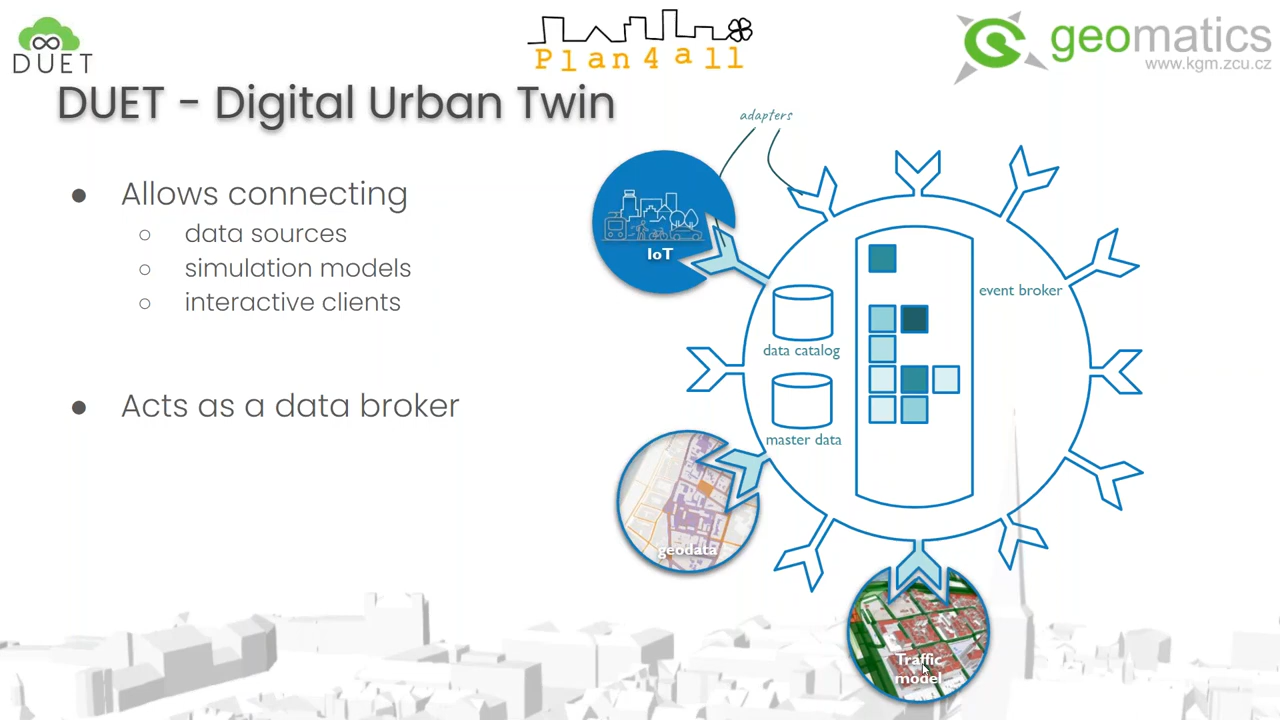 DUET
Plan4all
geomatics
www.kgm.zcu.cz
DUET - Digital Urban Twin
● Allows connecting
○ data sources
○ simulation models
○ interactive clients
● Acts as a data broker
adapters
IoT
event broker
data catalog
master data
geodata
Traffic
model